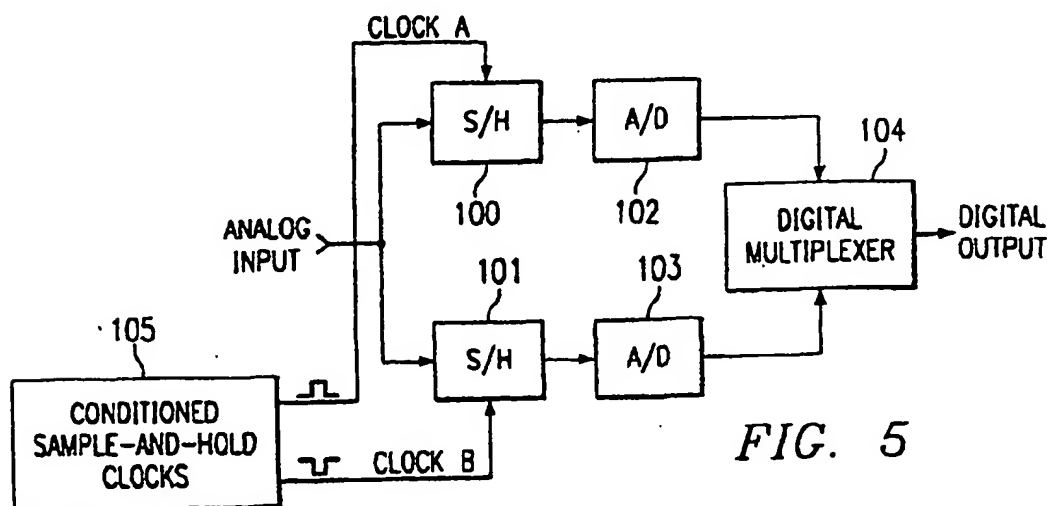 CLOCK A
S/H
100
A/D
102
104
DIGITAL
MULTIPLEXER
DIGITAL
OUTPUT
ANALOG
INPUT
101
S/H
103
A/D
105
CONDITIONED
SAMPLE-AND-HOLD
CLOCKS
CLOCK B
FIG. 5